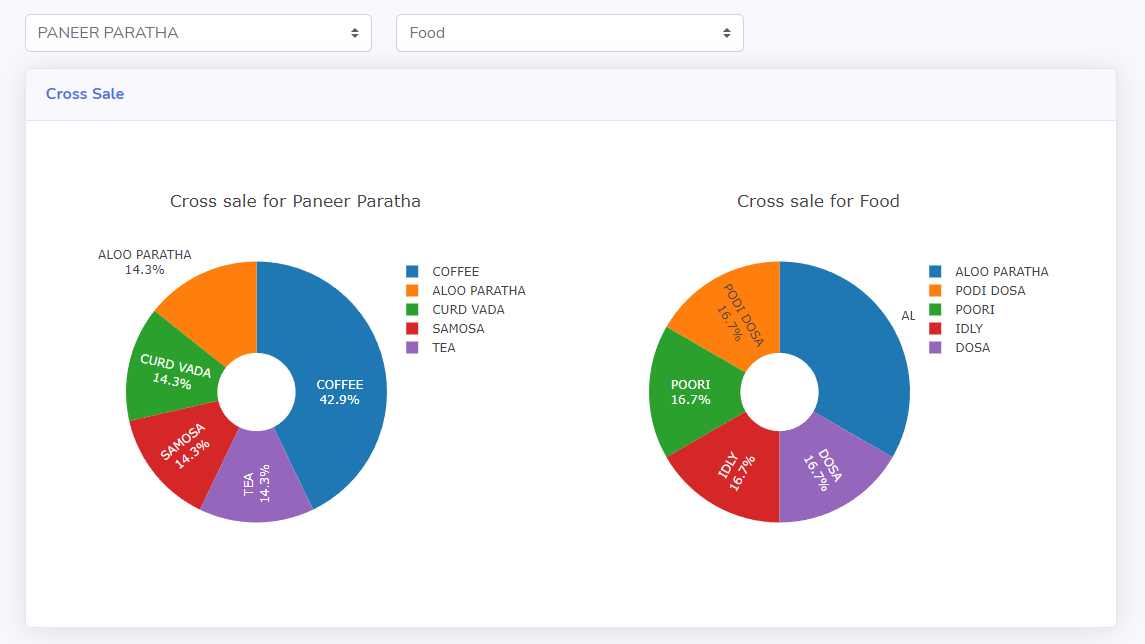 PANEER PARATHA
Food
Cross Sale
Cross sale for Paneer Paratha
ALOO PARATHA
14.3%
CURD VADA
14.3%
SAMOSA
14.3%
TEA
14.3%
COFFEE
42.9%
COFFEE
ALOO PARATHA
CURD VADA
SAMOSA
TEA
Cross sale for Food
PODI DOSA
16.7%
POORI
16.7%
IDLY
16.7%
DOSA
16.7%
AL
ALOO PARATHA
PODI DOSA
POORI
IDLY
DOSA